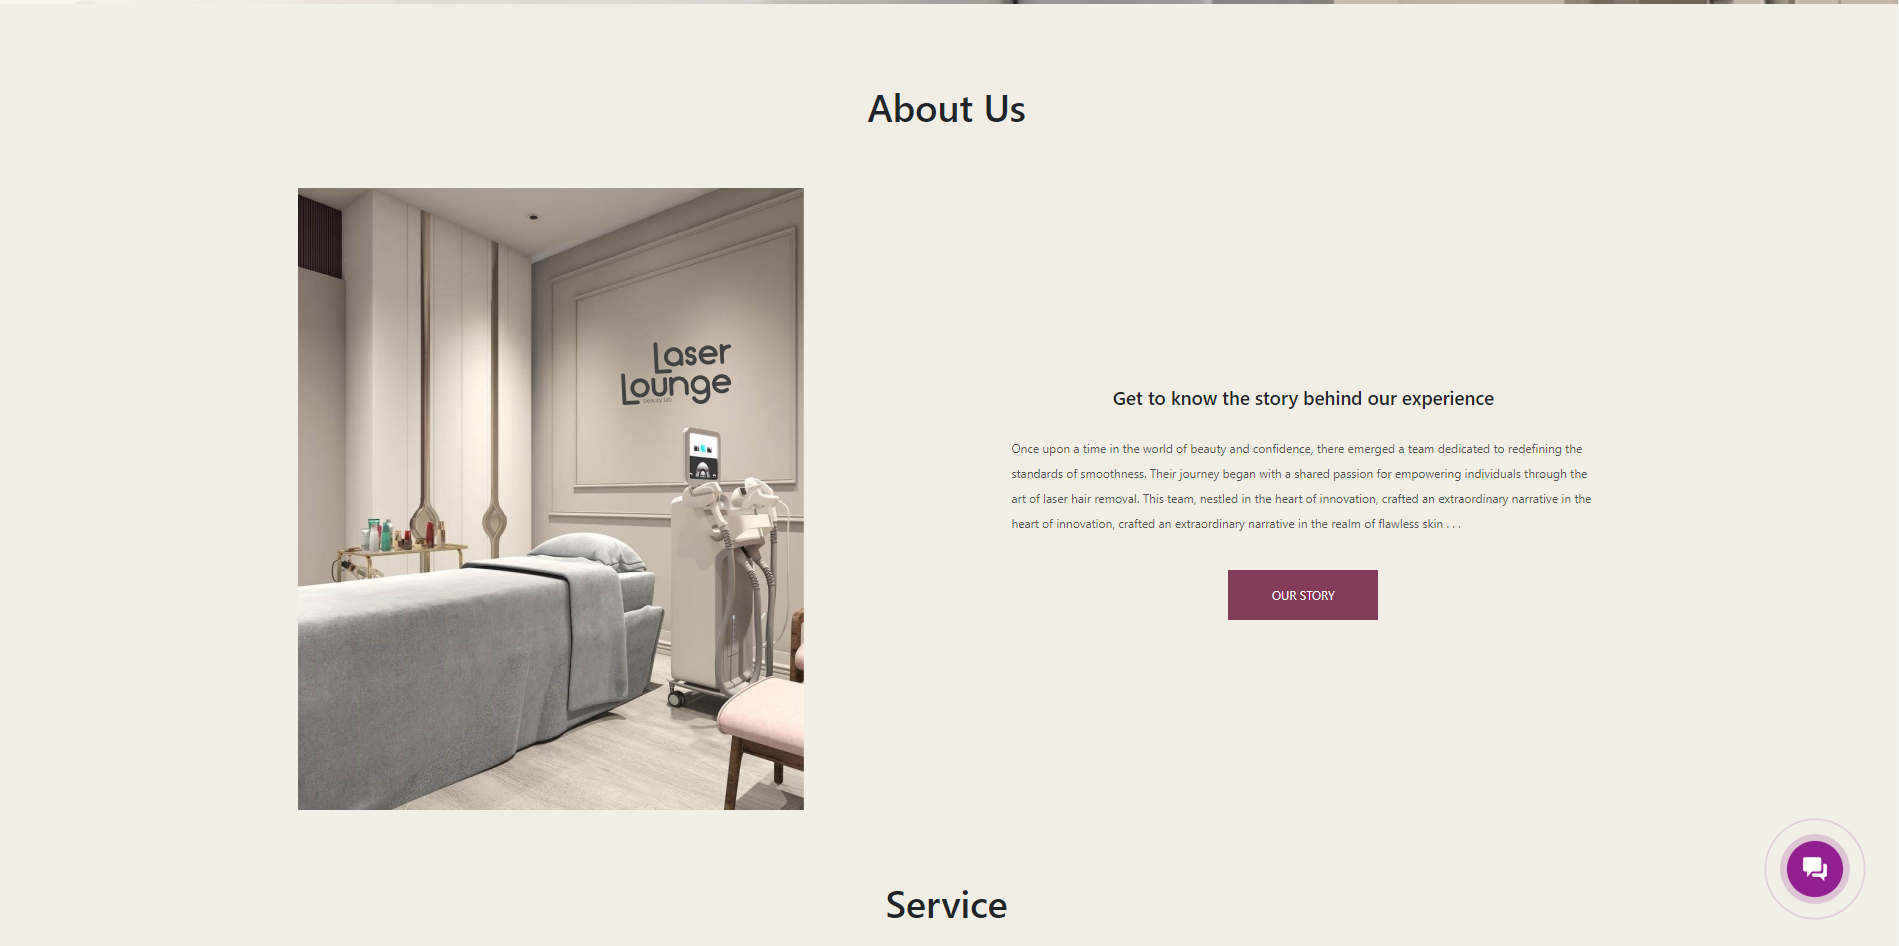 About Us
Laser
Lounge
beauty lab
Get to know the story behind our experience
Once upon a time in the world of beauty and confidence, there emerged a team dedicated to redefining the
standards of smoothness. Their journey began with a shared passion for empowering individuals through the
art of laser hair removal. This team, nestled in the heart of innovation, crafted an extraordinary narrative in the
heart of innovation, crafted an extraordinary narrative in the realm of flawless skin . . .
OUR STORY
Service